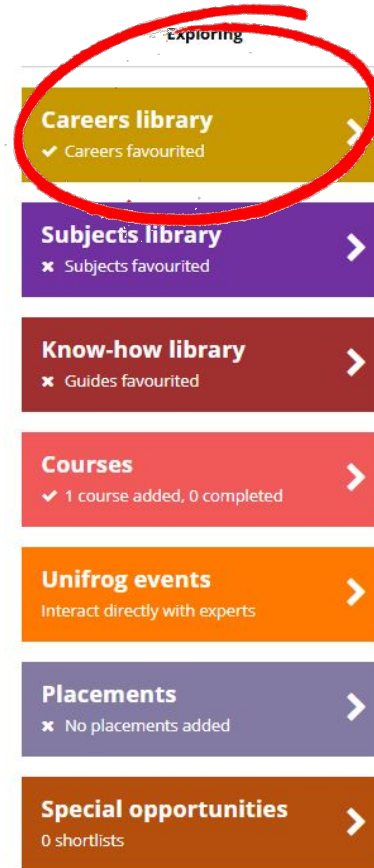 Exploring
Careers library
✔ Careers favourited
Subjects library
✖ Subjects favourited
Know-how library
✖ Guides favourited
Courses
✔ 1 course added, 0 completed
Unifrog events
Interact directly with experts
Placements
✖ No placements added
Special opportunities
0 shortlists